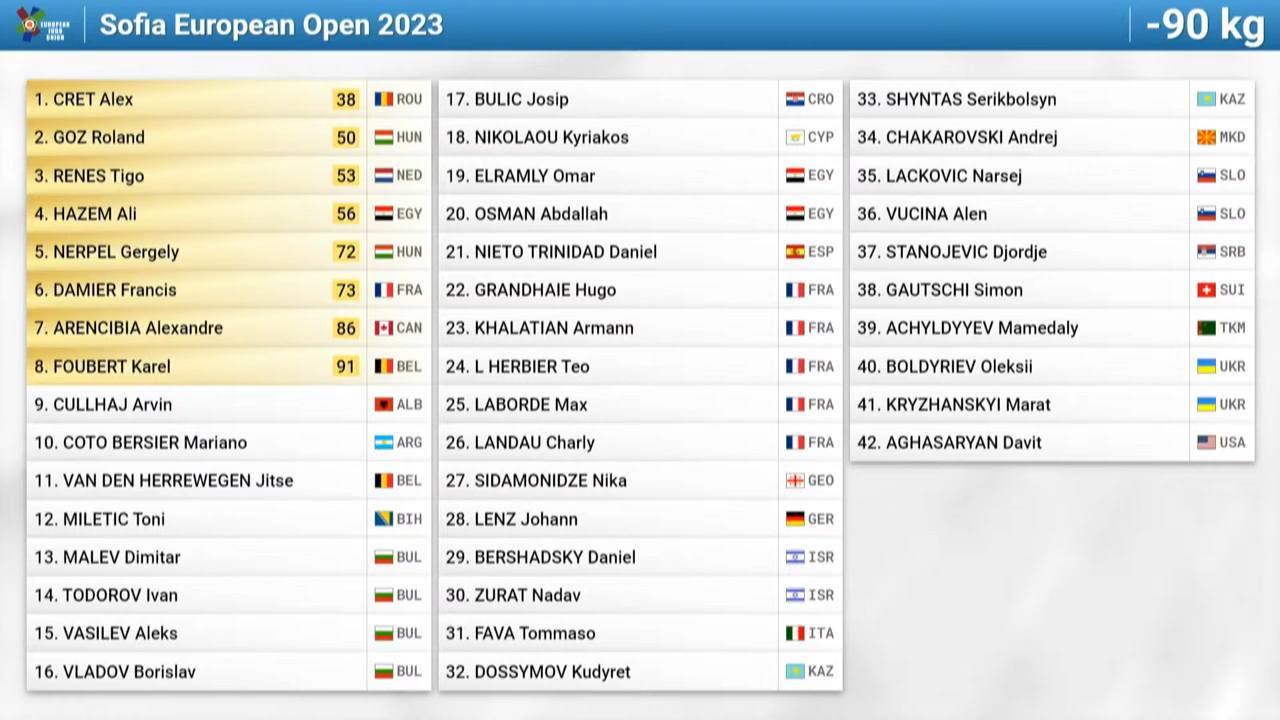 EUROPEAN
JUDO
UNION
Sofia European Open 2023
-90 kg
1. CRET Alex 38 ROU
2. GOZ Roland 50 HUN
3. RENES Tigo 53 NED
4. HAZEM Ali 56 EGY
5. NERPEL Gergely 72 HUN
6. DAMIER Francis 73 FRA
7. ARENCIBIA Alexandre 86 CAN
8. FOUBERT Karel 91 BEL
9. CULLHAJ Arvin ALB
10. COTO BERSIER Mariano ARG
11. VAN DEN HERREWEGEN Jitse BEL
12. MILETIC Toni BIH
13. MALEV Dimitar BUL
14. TODOROV Ivan BUL
15. VASILEV Aleks BUL
16. VLADOV Borislav BUL
17. BULIC Josip CRO
18. NIKOLAOU Kyriakos CYP
19. ELRAMLY Omar EGY
20. OSMAN Abdallah EGY
21. NIETO TRINIDAD Daniel ESP
22. GRANDHAIE Hugo FRA
23. KHALATIAN Armann FRA
24. L HERBIER Teo FRA
25. LABORDE Max FRA
26. LANDAU Charly FRA
27. SIDAMONIDZE Nika GEO
28. LENZ Johann GER
29. BERSHADSKY Daniel ISR
30. ZURAT Nadav ISR
31. FAVA Tommaso ITA
32. DOSSYMOV Kudyret KAZ
33. SHYNTAS Serikbolsyn KAZ
34. CHAKAROVSKI Andrej MKD
35. LACKOVIC Narsej SLO
36. VUCINA Alen SLO
37. STANOJEVIC Djordje SRB
38. GAUTSCHI Simon SUI
39. ACHYLDYYEV Mamedaly TKM
40. BOLDYRIEV Oleksii UKR
41. KRYZHANSKYI Marat UKR
42. AGHASARYAN Davit USA